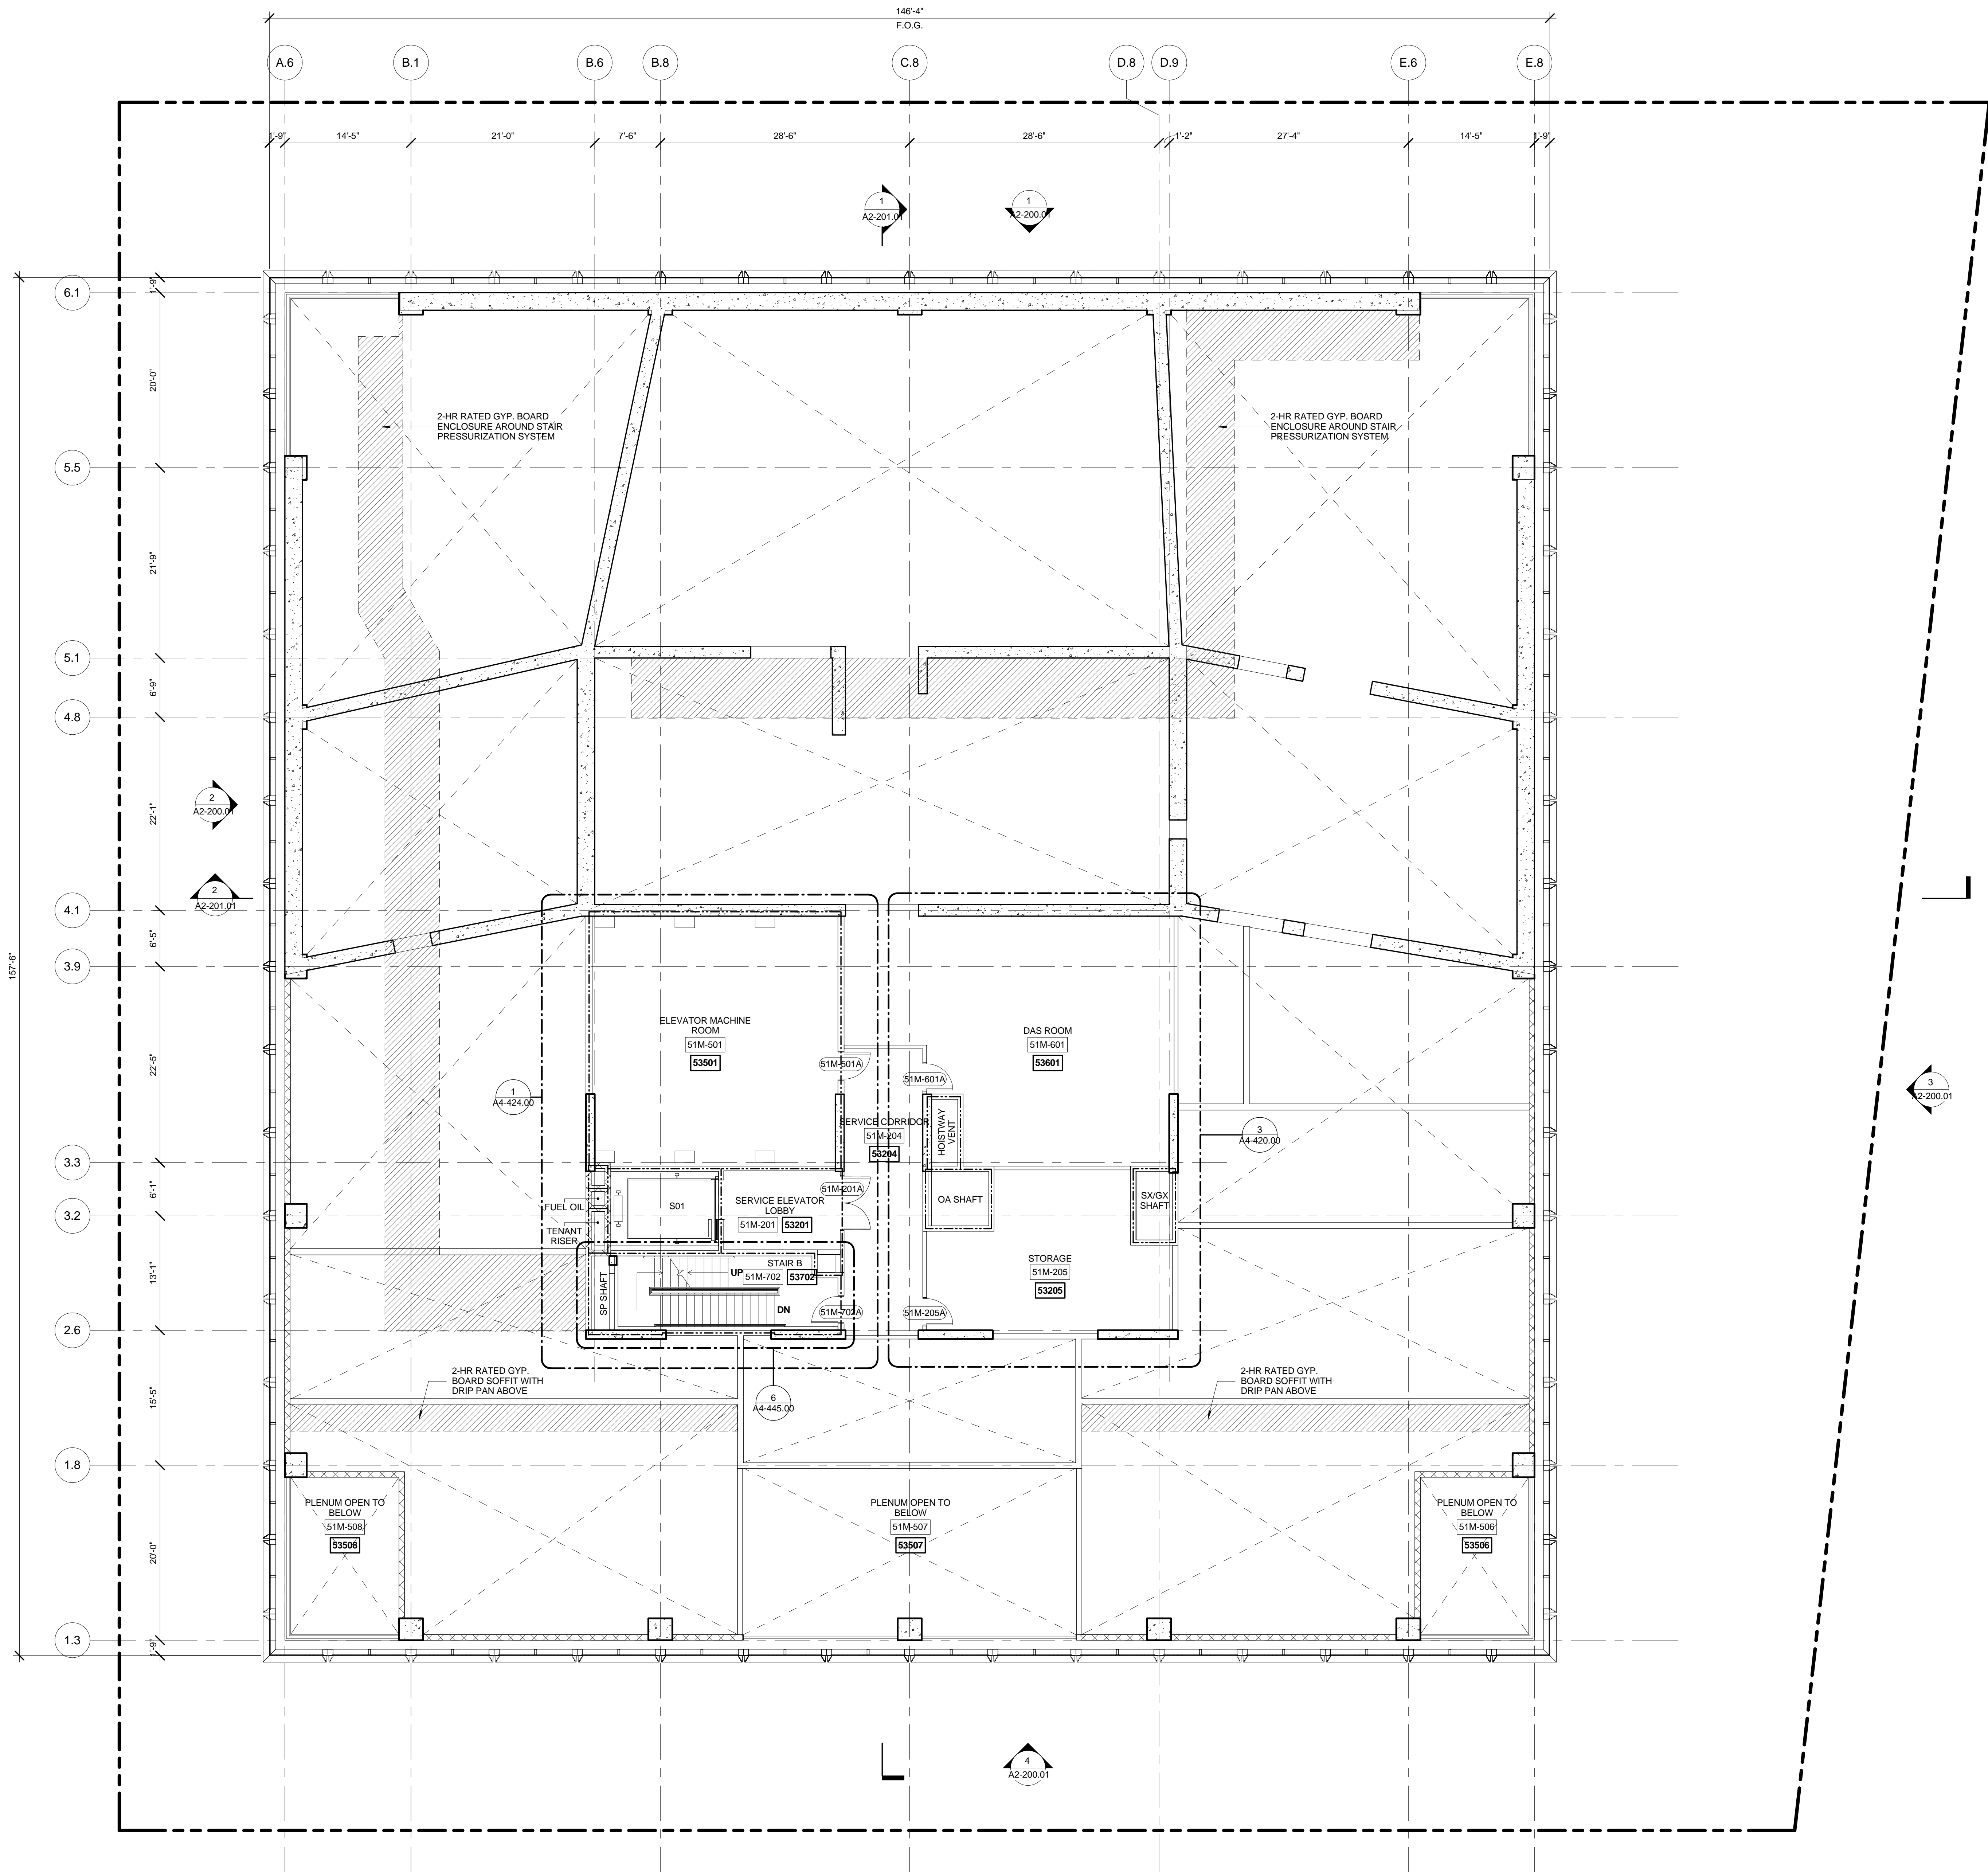 146'-4"
F.O.G.
A.6
B.1
B.6
B.8
C.8
D.8
D.9
E.6
E.8
1'-9"
14'-5"
21'-0"
7'-6"
28'-6"
28'-6"
1'-2"
27'-4"
14'-5"
1'-9"
1
A2-201.01
1
A2-200.01
6.1
1'-9"
20'-0"
2-HR RATED GYP. BOARD
ENCLOSURE AROUND STAIR
PRESSURIZATION SYSTEM
2-HR RATED GYP. BOARD
ENCLOSURE AROUND STAIR
PRESSURIZATION SYSTEM
5.5
21'-9"
5.1
6'-9"
4.8
22'-1"
2
A2-200.01
2
A2-201.01
4.1
6'-5"
157'-6"
3.9
22'-5"
ELEVATOR MACHINE
ROOM
51M-501
53501
DAS ROOM
51M-601
53601
51M-501A
51M-601A
1
A4-424.00
3
A2-200.01
SERVICE CORRIDOR
51M-204
53204
HOISTWAY
VENT
3
A4-420.00
3.3
6'-1"
51M-201A
FUEL OIL
S01
SERVICE ELEVATOR
LOBBY
51M-201
53201
OA SHAFT
SX/GX
SHAFT
3.2
TENANT
RISER
13'-1"
SP SHAFT
UP
STAIR B
51M-702
53702
DN
51M-702A
STORAGE
51M-205
53205
51M-205A
2.6
15'-5"
2-HR RATED GYP.
BOARD SOFFIT WITH
DRIP PAN ABOVE
6
A4-445.00
2-HR RATED GYP.
BOARD SOFFIT WITH
DRIP PAN ABOVE
1.8
20'-0"
PLENUM OPEN TO
BELOW
51M-508
53508
PLENUM OPEN TO
BELOW
51M-507
53507
PLENUM OPEN TO
BELOW
51M-506
53506
1.3
1'-9"
4
A2-200.01